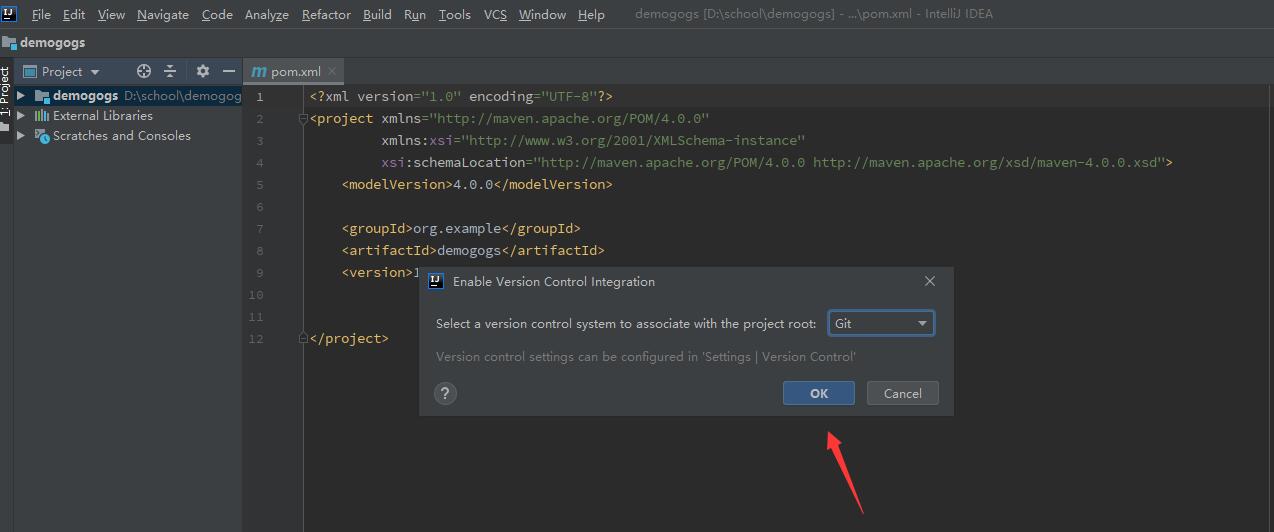 IJ File Edit View Navigate Code Analyze Refactor Build Run Tools VCS Window Help demogogs [D:\school\demogogs] - ...\pom.xml - IntelliJ IDEA
demogogs
1: Project
Project
m pom.xml
demogogs D:\school\demogog
External Libraries
Scratches and Consoles
1 <?xml version="1.0" encoding="UTF-8"?>
2 <project xmlns="http://maven.apache.org/POM/4.0.0"
3 xmlns:xsi="http://www.w3.org/2001/XMLSchema-instance"
4 xsi:schemaLocation="http://maven.apache.org/POM/4.0.0 http://maven.apache.org/xsd/maven-4.0.0.xsd">
5 <modelVersion>4.0.0</modelVersion>
6
7 <groupId>org.example</groupId>
8 <artifactId>demogogs</artifactId>
9 <version>1
10
11
12 </project>
IJ Enable Version Control Integration
Select a version control system to associate with the project root: Git
Version control settings can be configured in 'Settings | Version Control'
? OK Cancel